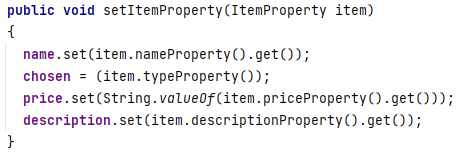 public void setItemProperty(ItemProperty item)
{
name.set(item.nameProperty().get());
chosen = (item.typeProperty());
price.set(String.valueOf(item.priceProperty().get()));
description.set(item.descriptionProperty().get());
}